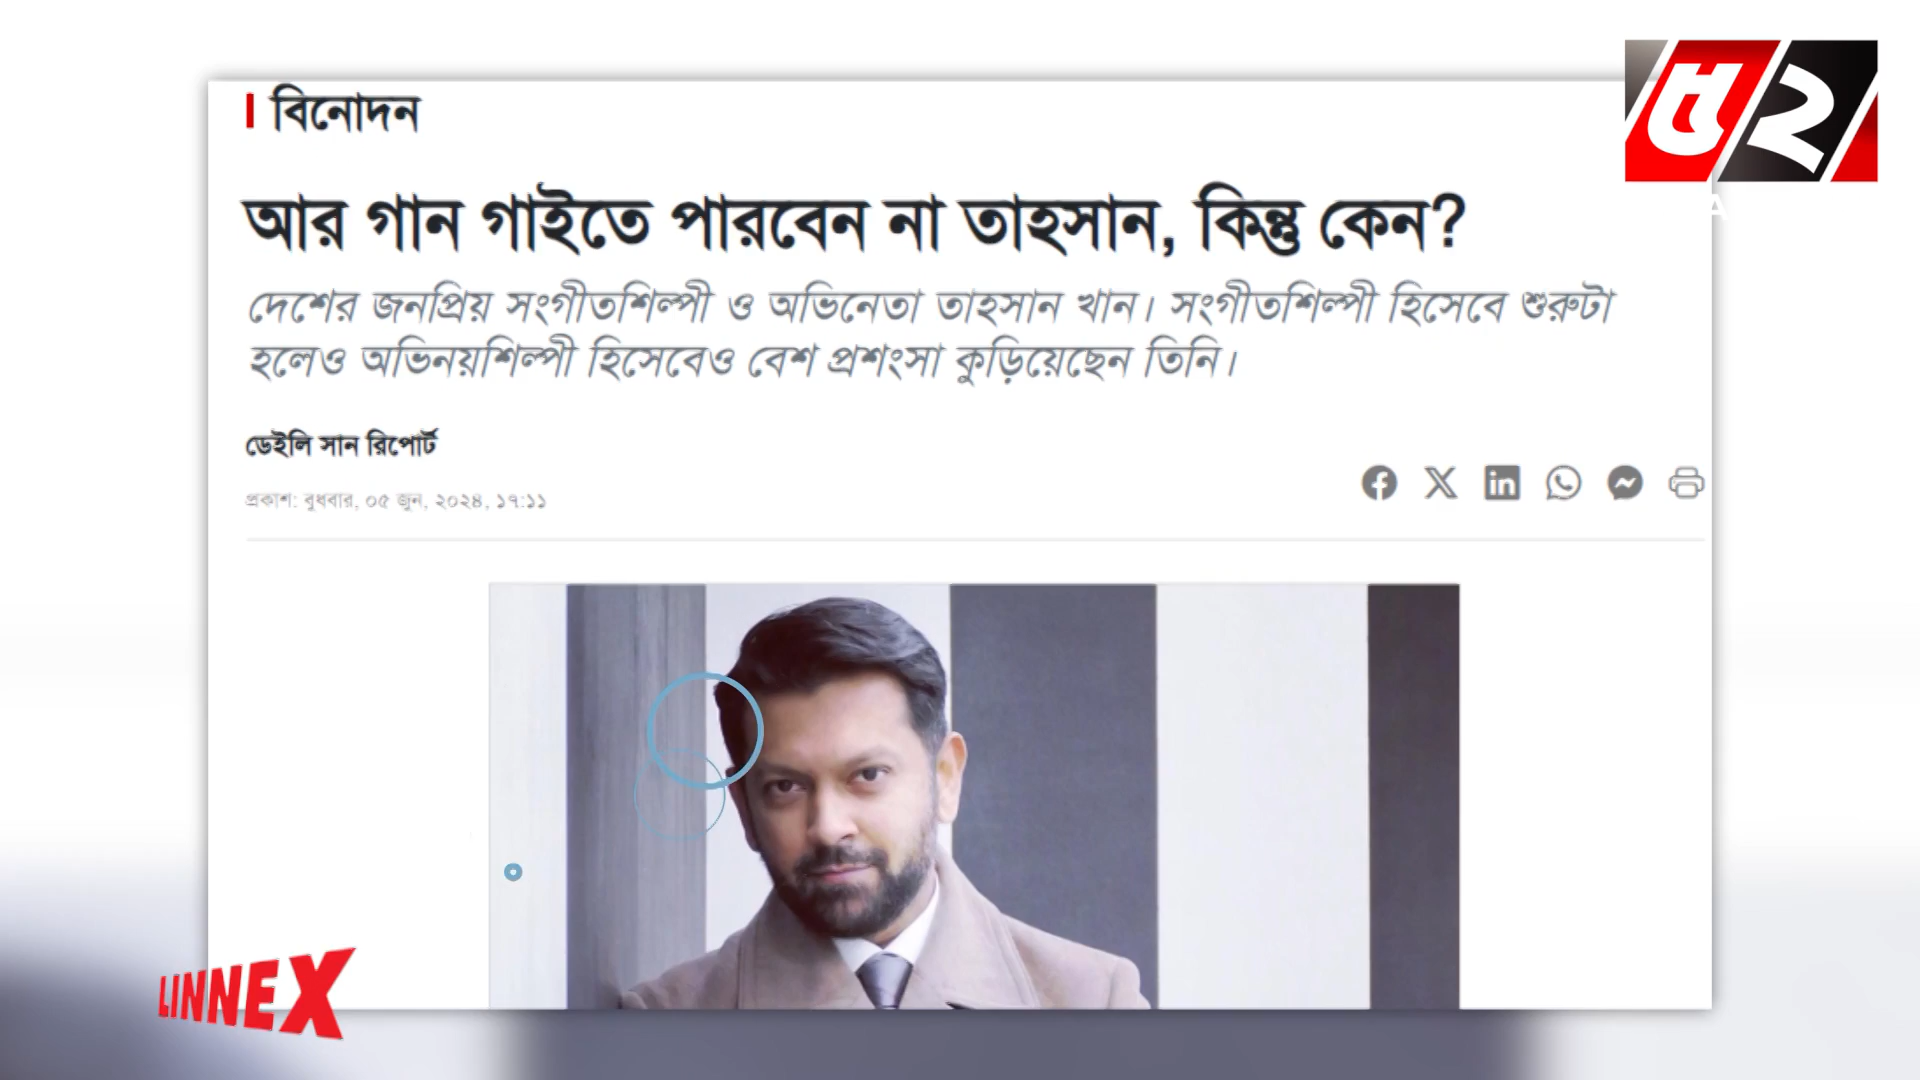 বিনোদন
আর গান গাইতে পারবেন না তাহসান, কিন্তু কেন?
দেশের জনপ্রিয় সংগীতশিল্পী ও অভিনেতা তাহসান খান। সংগীতশিল্পী হিসেবে শুরুটা
হলেও অভিনয়শিল্পী হিসেবেও বেশ প্রশংসা কুড়িয়েছেন তিনি।
ডেইলি সান রিপোর্ট
প্রকাশ: বুধবার, ০৫ জুন, ২০২৪, ১৭:১১
LINNEX